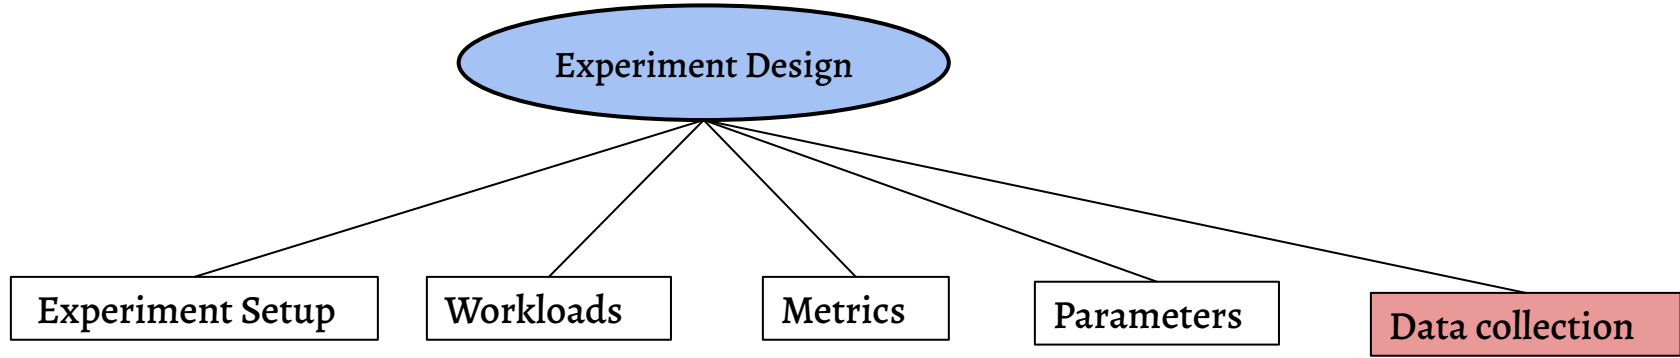 Experiment Design
Experiment Setup
Workloads
Metrics
Parameters
Data collection